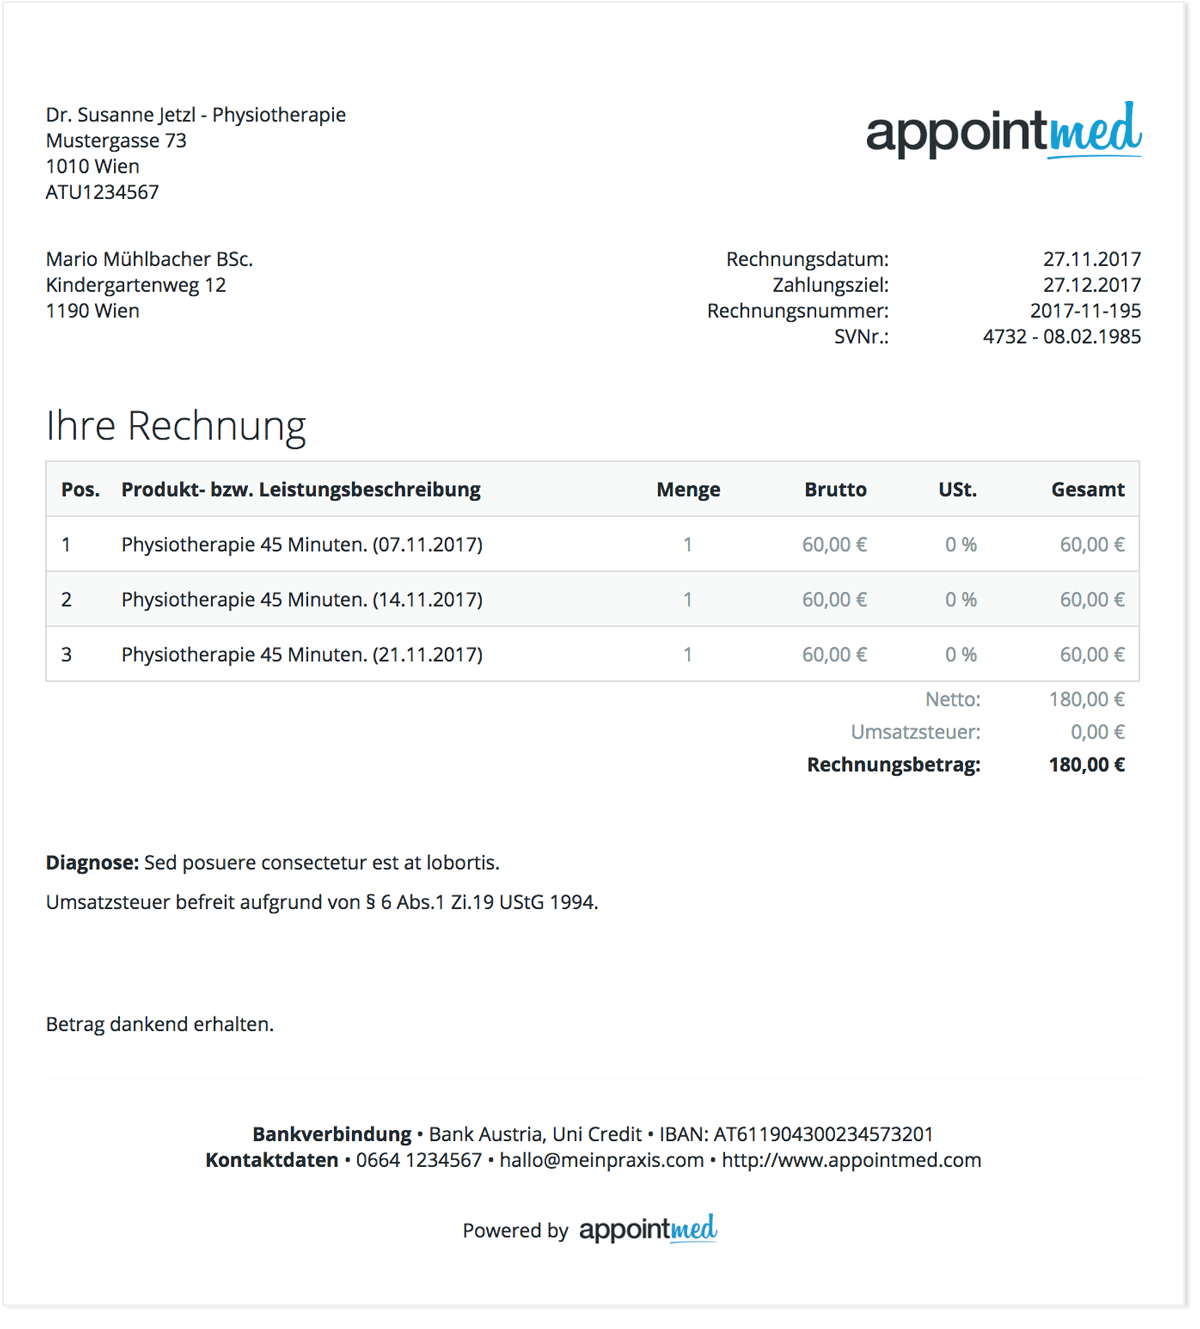 Dr. Susanne Jetzl - Physiotherapie
Mustergasse 73
1010 Wien
ATU1234567
appointmed
Mario Mühlbacher BSc.
Kindergartenweg 12
1190 Wien
Rechnungsdatum: 27.11.2017
Zahlungsziel: 27.12.2017
Rechnungsnummer: 2017-11-195
SVNr.: 4732 - 08.02.1985
Ihre Rechnung
Pos. Produkt- bzw. Leistungsbeschreibung Menge Brutto USt. Gesamt
1 Physiotherapie 45 Minuten. (07.11.2017) 1 60,00 € 0 % 60,00 €
2 Physiotherapie 45 Minuten. (14.11.2017) 1 60,00 € 0 % 60,00 €
3 Physiotherapie 45 Minuten. (21.11.2017) 1 60,00 € 0 % 60,00 €
Netto: 180,00 €
Umsatzsteuer: 0,00 €
Rechnungsbetrag: 180,00 €
Diagnose: Sed posuere consectetur est at lobortis.
Umsatzsteuer befreit aufgrund von § 6 Abs.1 Zi.19 UStG 1994.
Betrag dankend erhalten.
Bankverbindung • Bank Austria, Uni Credit • IBAN: AT611904300234573201
Kontaktdaten • 0664 1234567 • hallo@meinpraxis.com • http://www.appointmed.com
Powered by appointmed